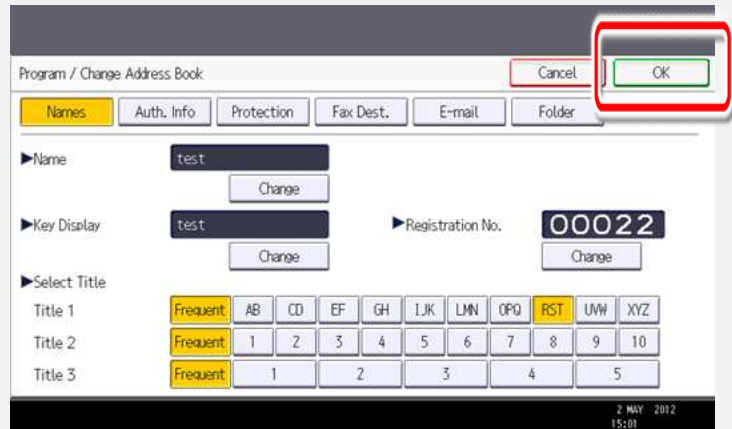 Program / Change Address Book Cancel OK
Names Auth. Info Protection Fax Dest. E-mail Folder
►Name test
Change
►Key Display test ►Registration No. 00022
Change Change
►Select Title
Title 1 Frequent AB CD EF GH IJK LMN OPQ RST UVW XYZ
Title 2 Frequent 1 2 3 4 5 6 7 8 9 10
Title 3 Frequent 1 2 3 4 5
2 MAY 2012
15:01